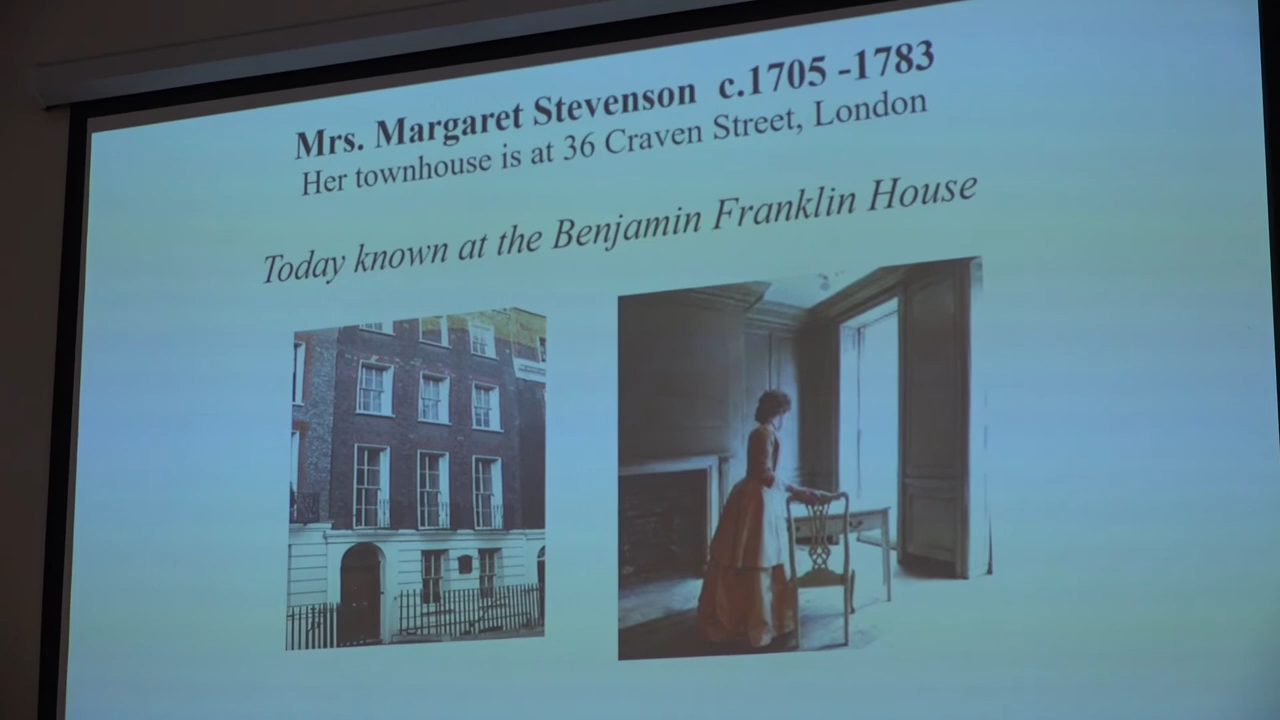 Mrs. Margaret Stevenson c.1705 -1783
Her townhouse is at 36 Craven Street, London
Today known at the Benjamin Franklin House